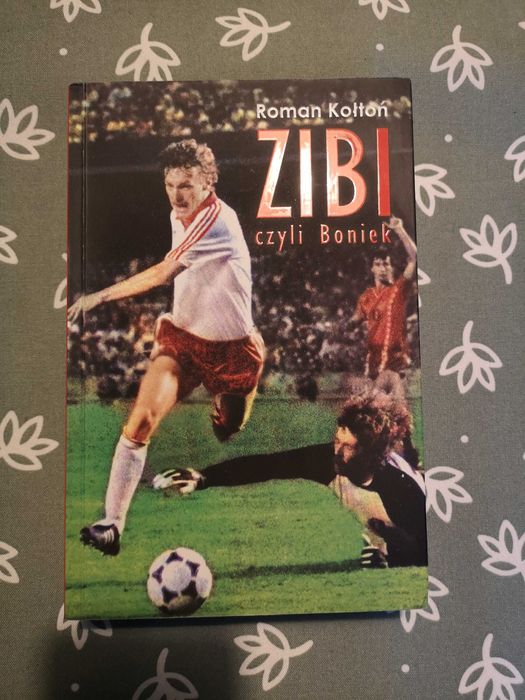 Roman Kołtoń
ZIBI
czyli Boniek